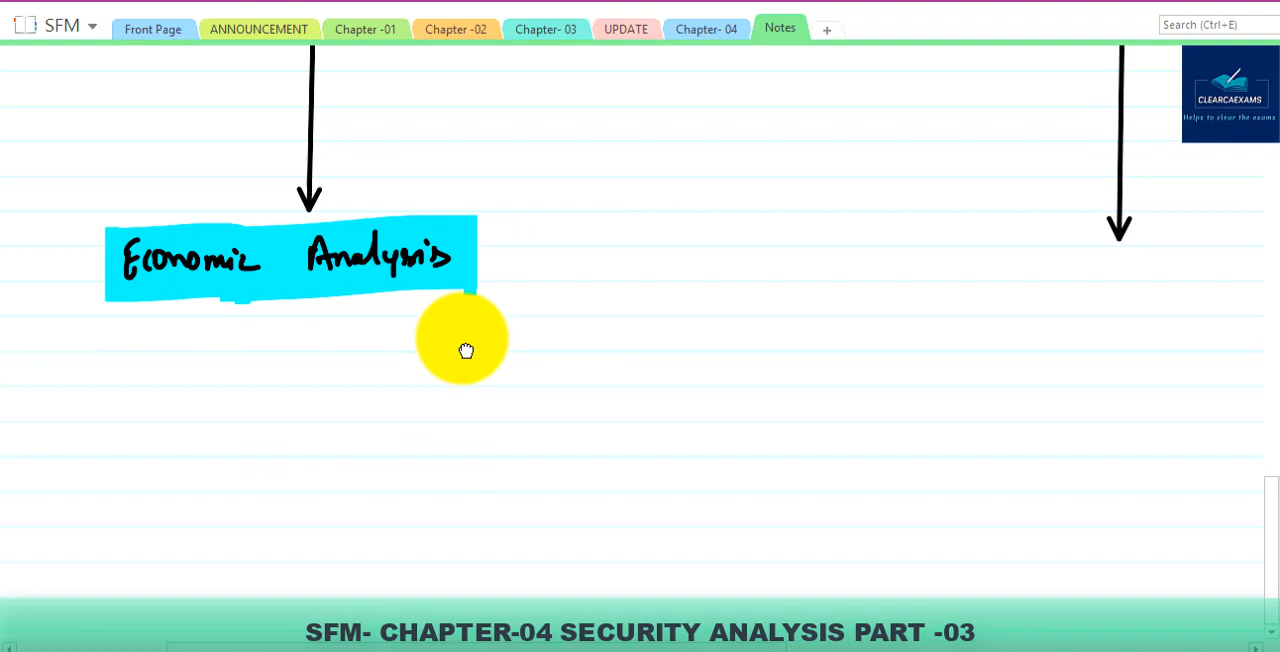 SFM
Front Page
ANNOUNCEMENT
Chapter -01
Chapter -02
Chapter- 03
UPDATE
Chapter- 04
Notes
+
Search (Ctrl+E)
CLEARCAEXAMS
Helps to clear the exams
Economic Analysis
SFM- CHAPTER-04 SECURITY ANALYSIS PART -03